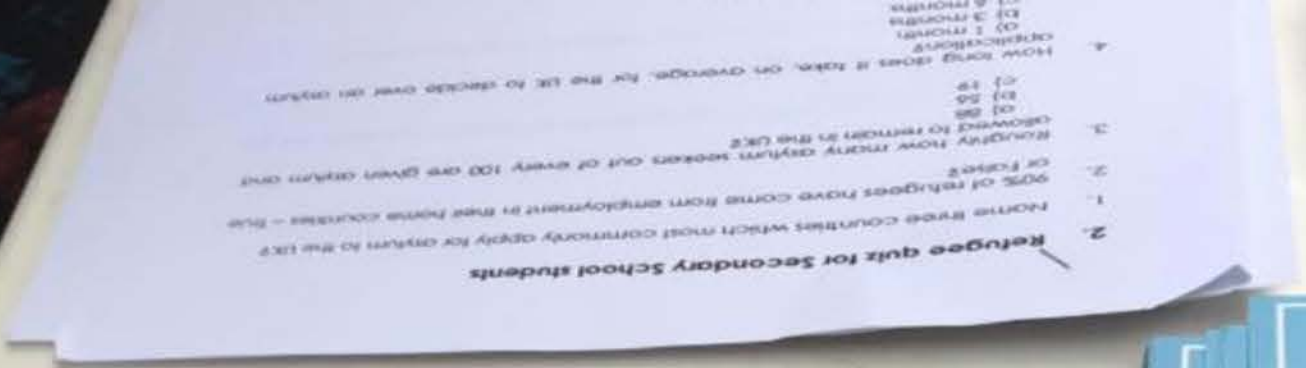 2. Refugee quiz for Secondary School students
1. Name three countries which most commonly apply for asylum to the UK?
2. 90% of refugees have come from employment in their home countries – true
or False?
3. Roughly how many asylum seekers out of every 100 are given asylum and
allowed to remain in the UK?
a) 88
b) 56
c) 19
4. How long does it take, on average, for the UK to decide over an asylum
application?
a) 1 month
b) 3 months
c) 6 months